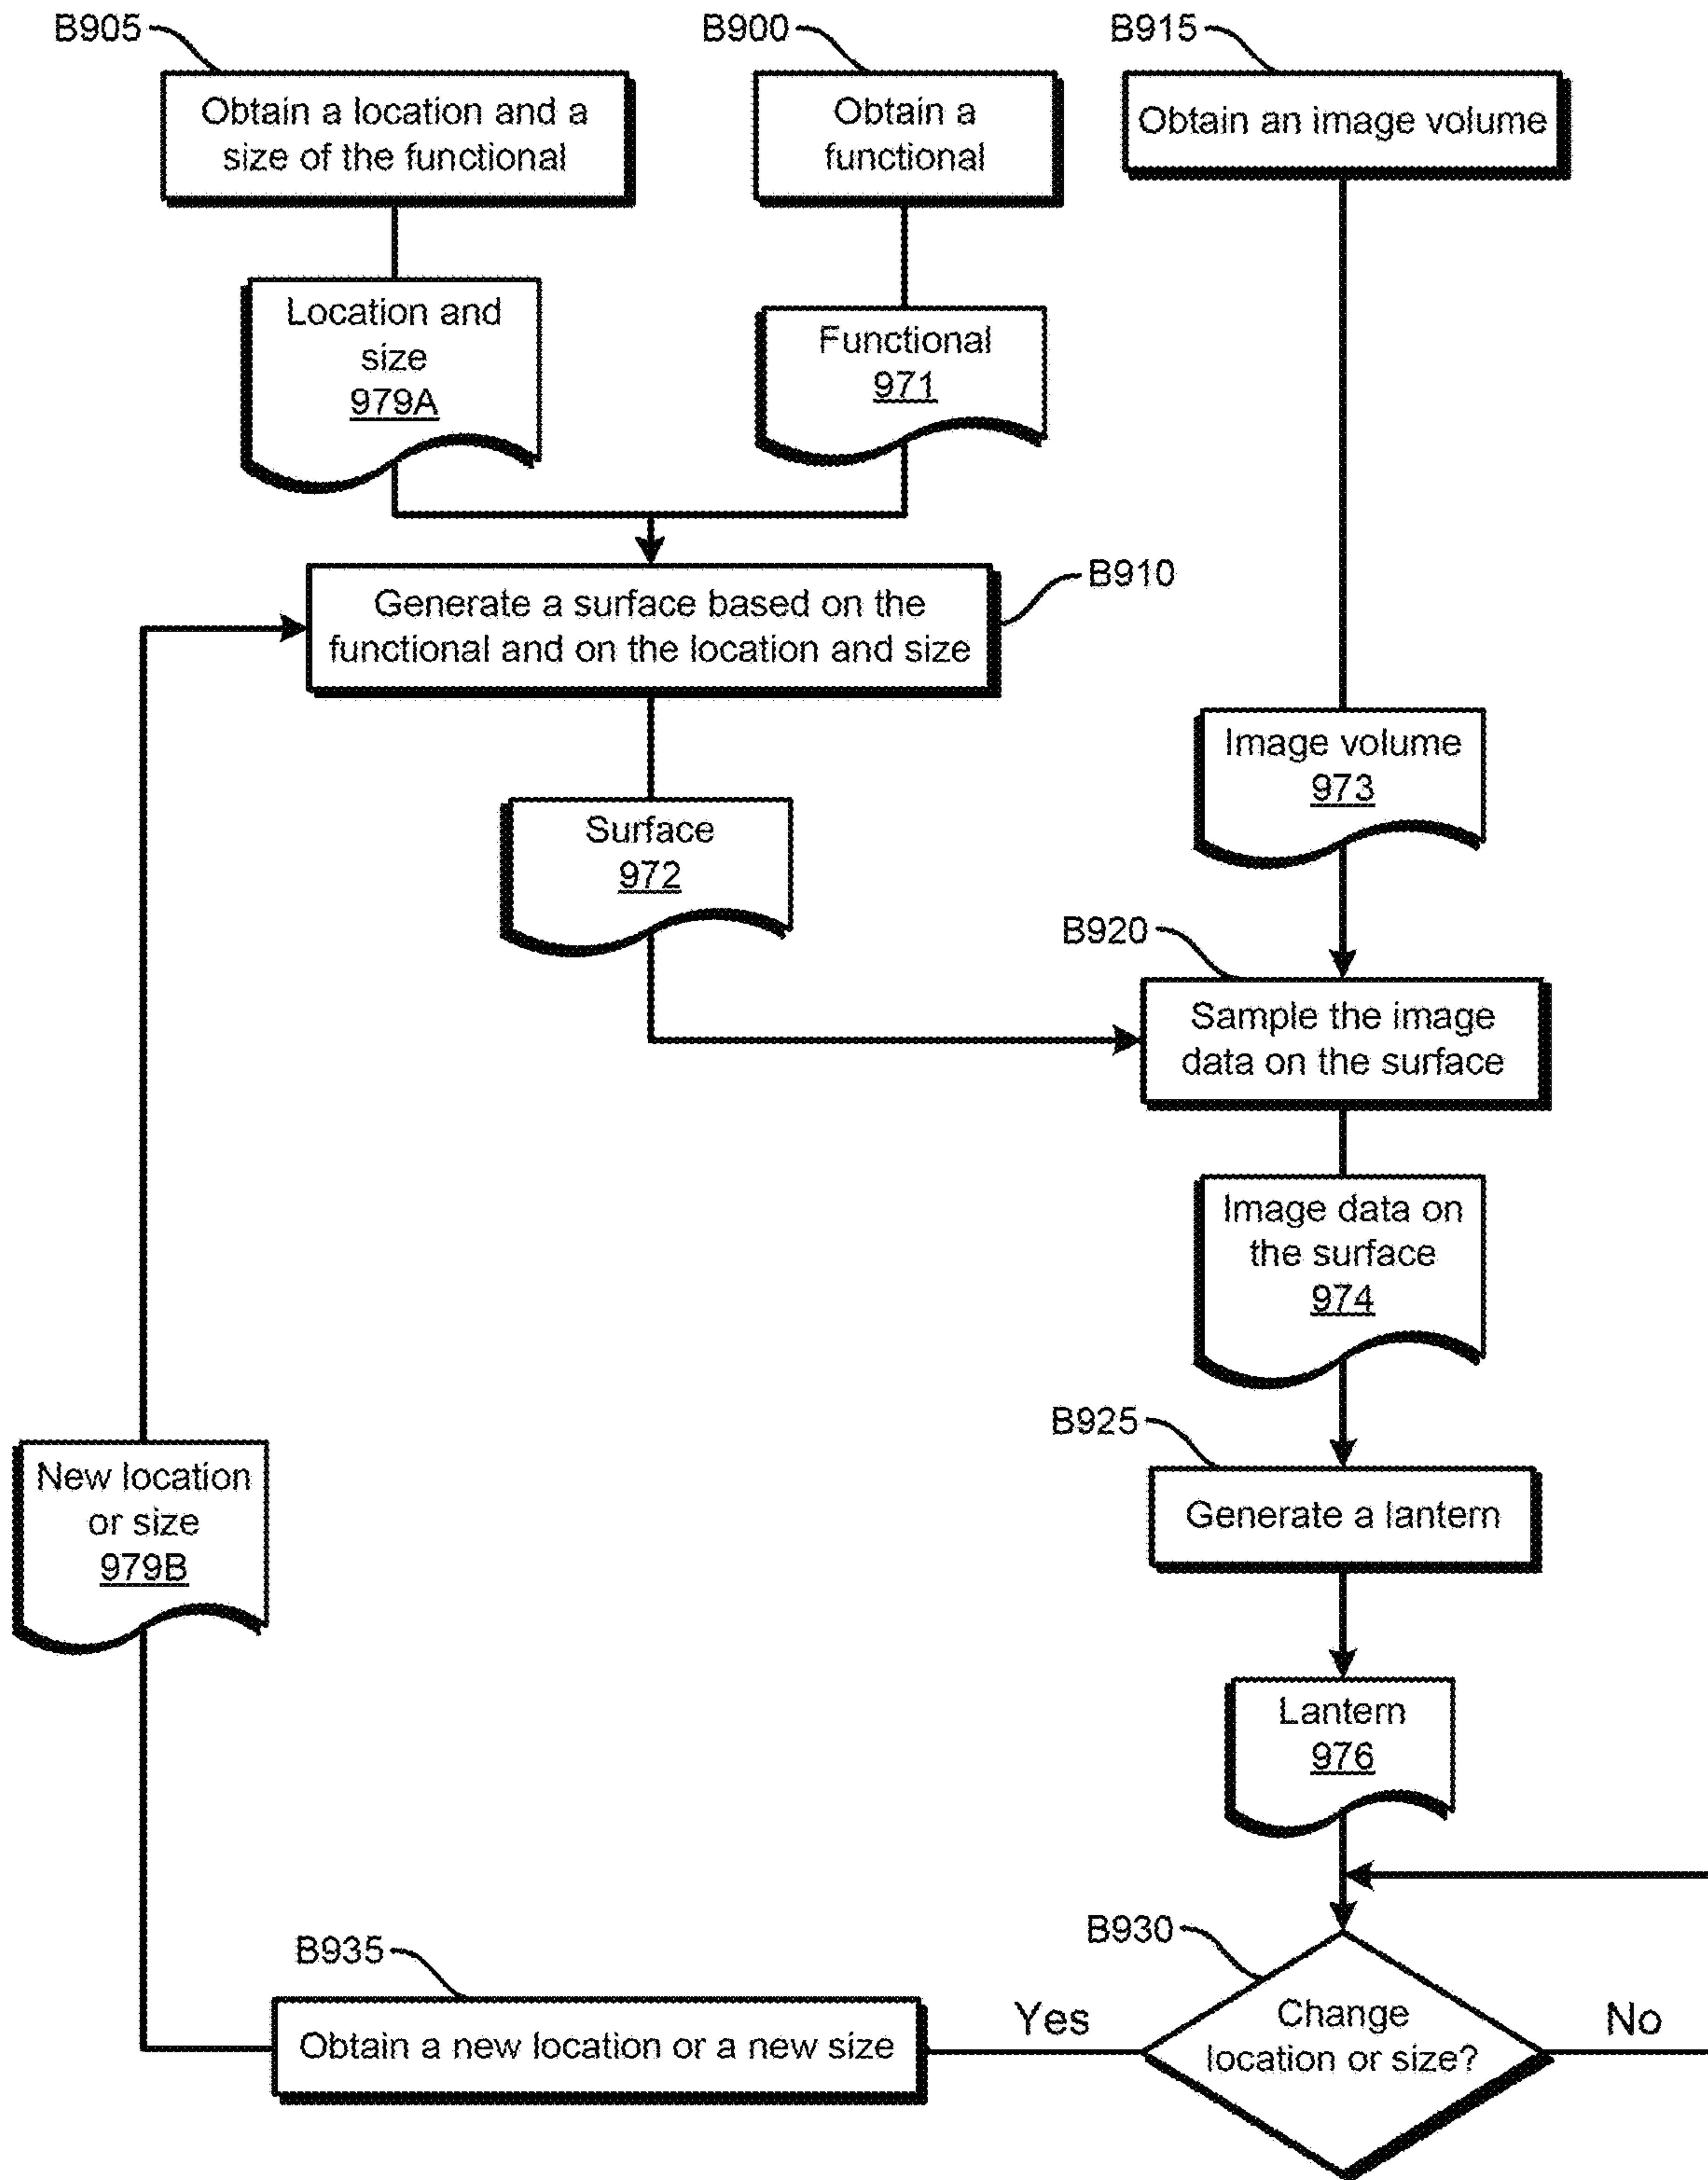 B905
B900
B915
Obtain a location and a
size of the functional
Obtain a
functional
Obtain an image volume
Location and
size
979A
Functional
971
B910
Generate a surface based on the
functional and on the location and size
Image volume
973
Surface
972
B920
Sample the image
data on the surface
Image data on
the surface
974
B925
New location
or size
979B
Generate a lantern
Lantern
976
B930
B935
Obtain a new location or a new size
Yes
Change
location or size?
No